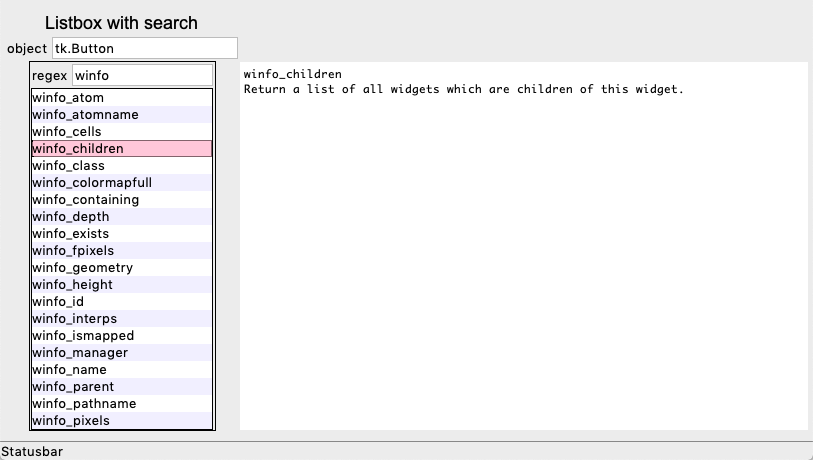 Listbox with search
object tk.Button
regex winfo
winfo_atom
winfo_atomname
winfo_cells
winfo_children
winfo_class
winfo_colormapfull
winfo_containing
winfo_depth
winfo_exists
winfo_fpixels
winfo_geometry
winfo_height
winfo_id
winfo_interps
winfo_ismapped
winfo_manager
winfo_name
winfo_parent
winfo_pathname
winfo_pixels
winfo_children
Return a list of all widgets which are children of this widget.
Statusbar